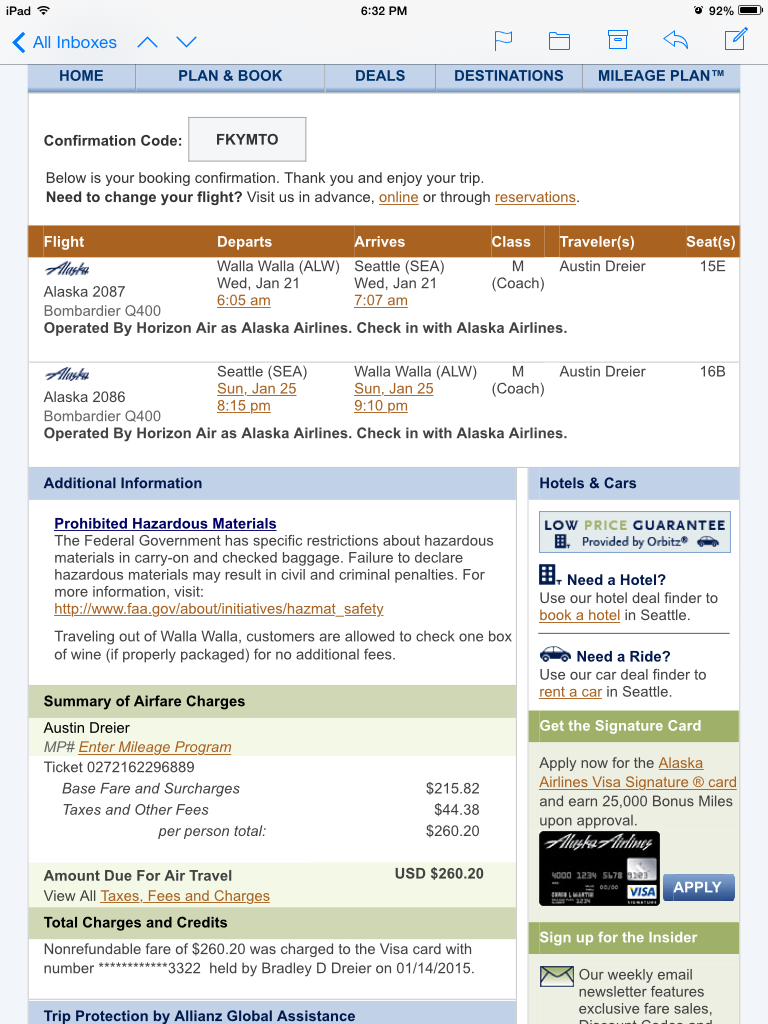 iPad 6:32 PM 92%
All Inboxes
HOME PLAN & BOOK DEALS DESTINATIONS MILEAGE PLAN™
Confirmation Code: FKYMTO
Below is your booking confirmation. Thank you and enjoy your trip.
Need to change your flight? Visit us in advance, online or through reservations.
Flight Departs Arrives Class Traveler(s) Seat(s)
Alaska Walla Walla (ALW) Seattle (SEA) M Austin Dreier 15E
Wed, Jan 21 Wed, Jan 21 (Coach)
Alaska 2087 6:05 am 7:07 am
Bombardier Q400
Operated By Horizon Air as Alaska Airlines. Check in with Alaska Airlines.
Alaska Seattle (SEA) Walla Walla (ALW) M Austin Dreier 16B
Sun, Jan 25 Sun, Jan 25 (Coach)
Alaska 2086 8:15 pm 9:10 pm
Bombardier Q400
Operated By Horizon Air as Alaska Airlines. Check in with Alaska Airlines.
Additional Information
Prohibited Hazardous Materials
The Federal Government has specific restrictions about hazardous
materials in carry-on and checked baggage. Failure to declare
hazardous materials may result in civil and criminal penalties. For
more information, visit:
http://www.faa.gov/about/initiatives/hazmat_safety
Traveling out of Walla Walla, customers are allowed to check one box
of wine (if properly packaged) for no additional fees.
Summary of Airfare Charges
Austin Dreier
MP# Enter Mileage Program
Ticket 0272162296889
Base Fare and Surcharges $215.82
Taxes and Other Fees $44.38
per person total: $260.20
Amount Due For Air Travel USD $260.20
View All Taxes, Fees and Charges
Total Charges and Credits
Nonrefundable fare of $260.20 was charged to the Visa card with
number ************3322 held by Bradley D Dreier on 01/14/2015.
Trip Protection by Allianz Global Assistance
Hotels & Cars
LOW PRICE GUARANTEE
Provided by Orbitz®
Need a Hotel?
Use our hotel deal finder to
book a hotel in Seattle.
Need a Ride?
Use our car deal finder to
rent a car in Seattle.
Get the Signature Card
Apply now for the Alaska
Airlines Visa Signature ® card
and earn 25,000 Bonus Miles
upon approval.
Alaska Airlines
4000 1234 5678 9123
00/00
CHRIS L MARTIN
VISA
SIGNATURE
APPLY
Sign up for the Insider
Our weekly email
newsletter features
exclusive fare sales,
Discount Codes and